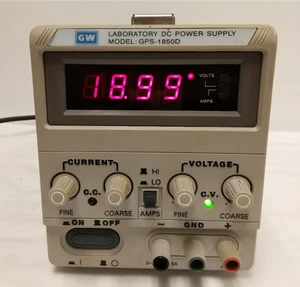 GW LABORATORY DC POWER SUPPLY
MODEL: GPS-1850D
18.99
VOLTS
AMPS
CURRENT
HI
LO
VOLTAGE
C.C.
C.V.
FINE COARSE AMPS FINE COARSE
ON OFF
- GND +